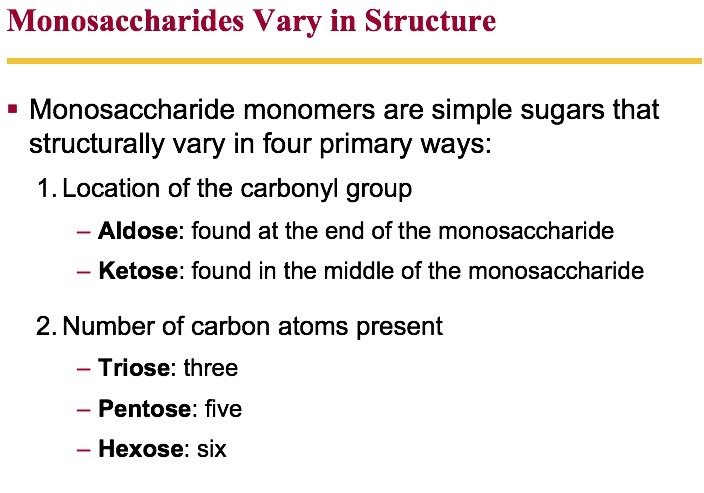 Monosaccharides Vary in Structure
▪ Monosaccharide monomers are simple sugars that
structurally vary in four primary ways:
1. Location of the carbonyl group
– Aldose: found at the end of the monosaccharide
– Ketose: found in the middle of the monosaccharide
2. Number of carbon atoms present
– Triose: three
– Pentose: five
– Hexose: six